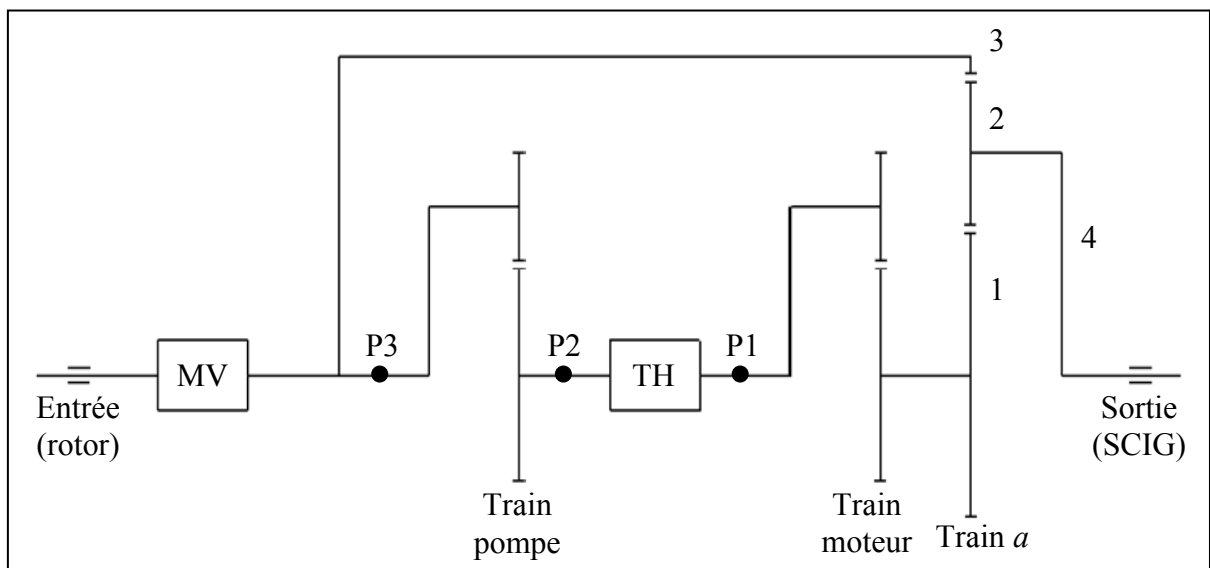 3
2
4
1
P3
P2
P1
MV
TH
Entrée
(rotor)
Sortie
(SCIG)
Train
pompe
Train
moteur
Train a